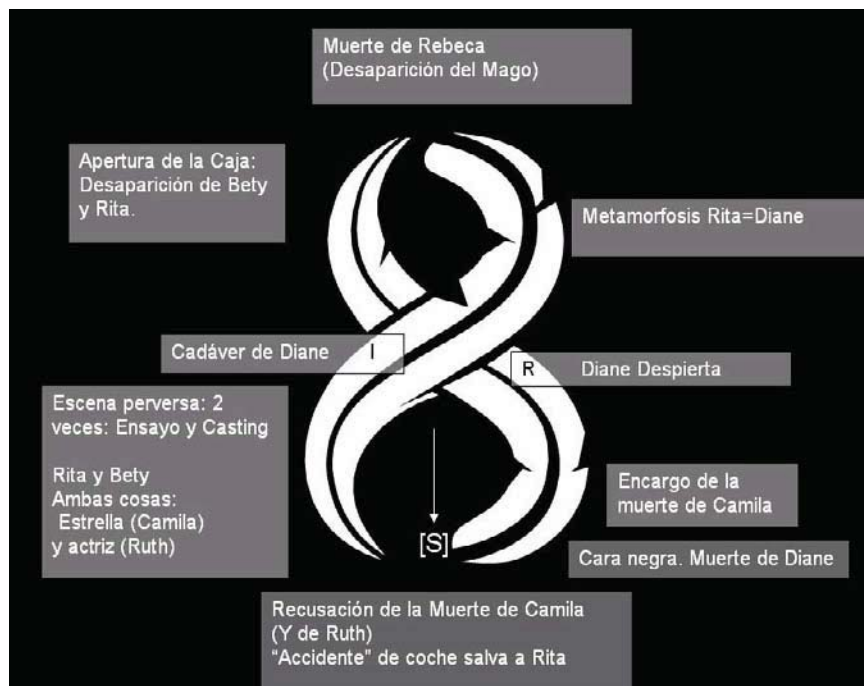 Muerte de Rebeca
(Desaparición del Mago)
Apertura de la Caja:
Desaparición de Bety
y Rita.
Metamorfosis Rita=Diane
Cadáver de Diane
I
R
Diane Despierta
Escena perversa: 2
veces: Ensayo y Casting
Rita y Bety
Ambas cosas:
Estrella (Camila)
y actriz (Ruth)
Encargo de la
muerte de Camila
[S]
Cara negra. Muerte de Diane
Recusación de la Muerte de Camila
(Y de Ruth)
“Accidente” de coche salva a Rita